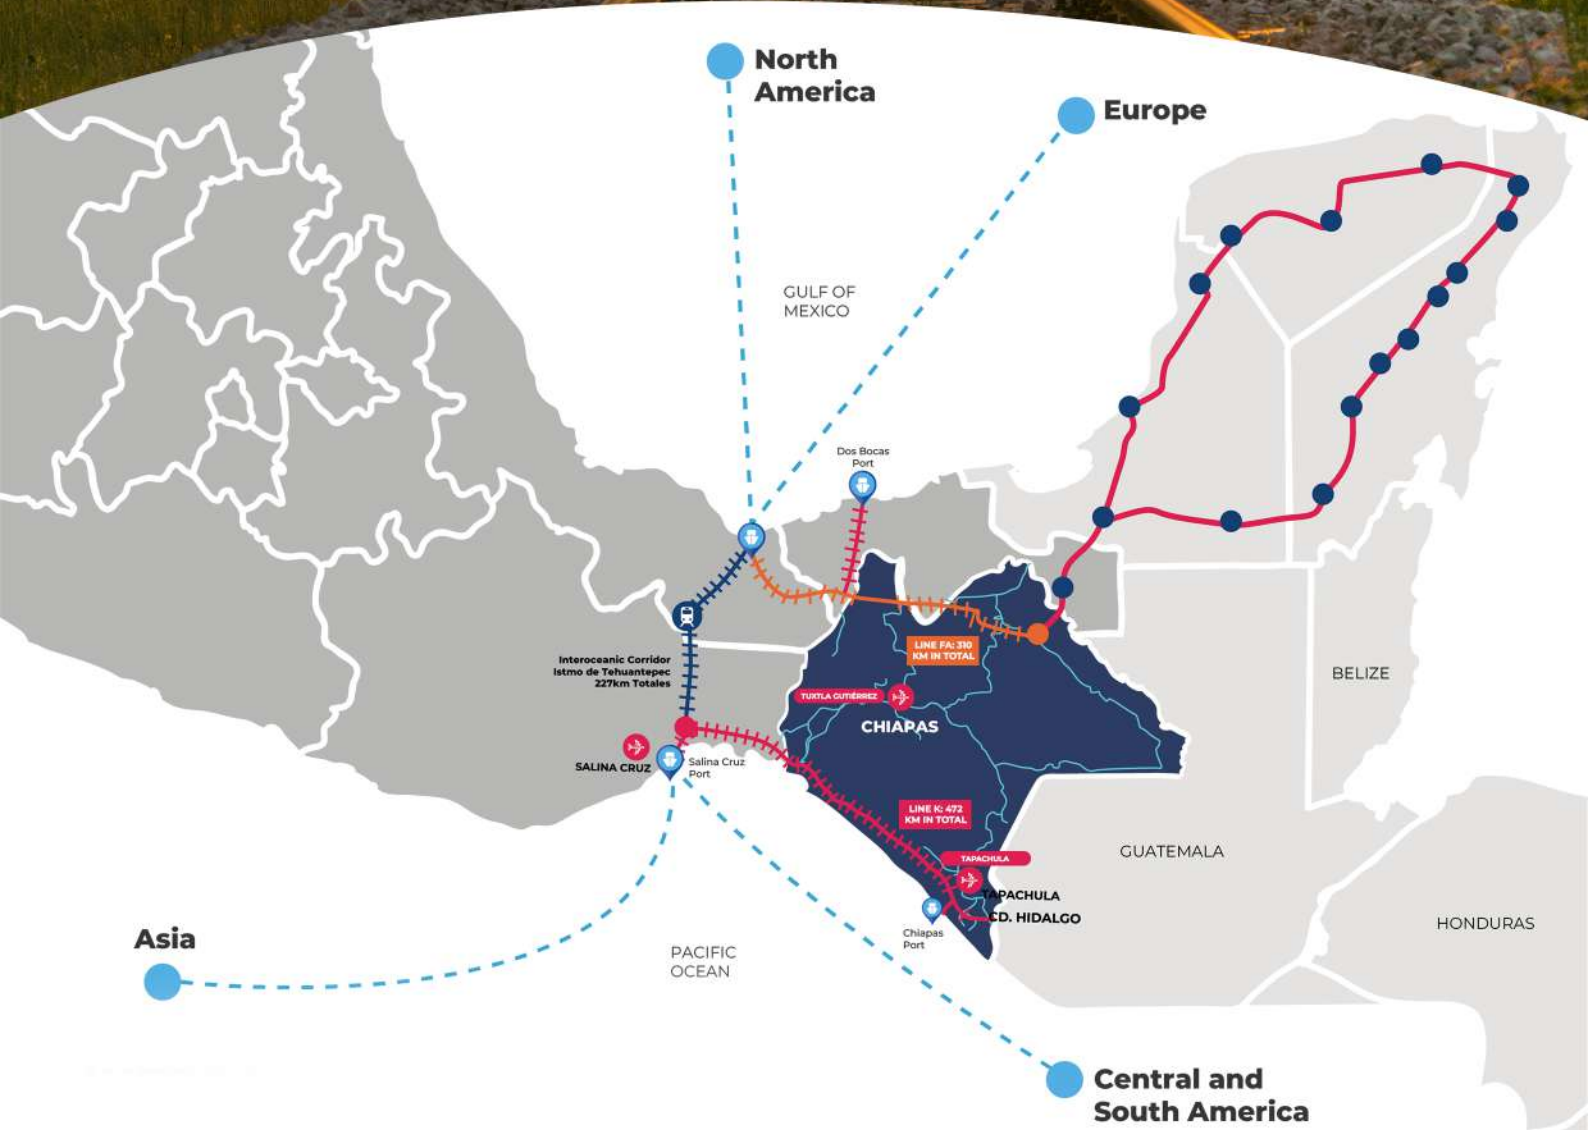 North
America
Europe
GULF OF
MEXICO
Dos Bocas
Port
Interoceanic Corridor
Istmo de Tehuantepec
227km Totales
LINE FA: 310
KM IN TOTAL
BELIZE
TUXTLA GUTIÉRREZ
CHIAPAS
SALINA CRUZ
Salina Cruz
Port
LINE K: 472
KM IN TOTAL
GUATEMALA
TAPACHULA
TAPACHULA
CD. HIDALGO
Chiapas
Port
HONDURAS
Asia
PACIFIC
OCEAN
Central and
South America